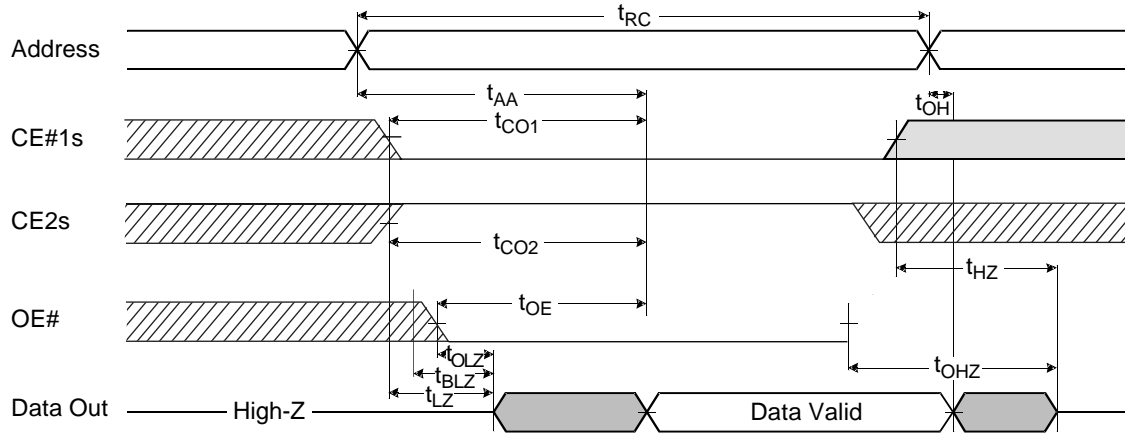 tRC
Address
tAA
tOH
tCO1
CE#1s
CE2s
tCO2
tHZ
tOE
OE#
tOLZ
tOHZ
tBLZ
tLZ
Data Out
High-Z
Data Valid